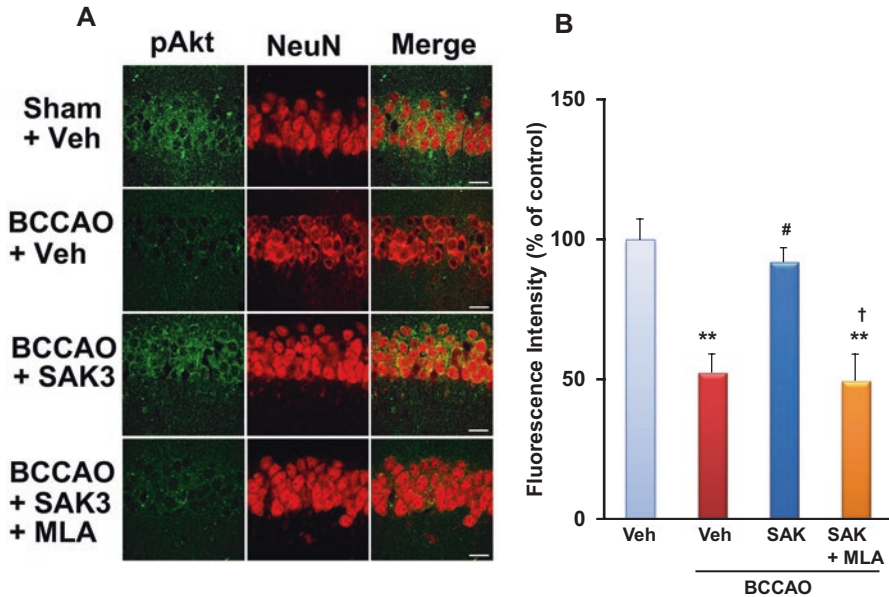 A
pAkt NeuN Merge
Sham
+ Veh
BCCAO
+ Veh
BCCAO
+ SAK3
BCCAO
+ SAK3
+ MLA
B
Fluorescence Intensity (% of control)
150
100
50
0
**
#
†
**
Veh Veh SAK SAK
+ MLA
BCCAO